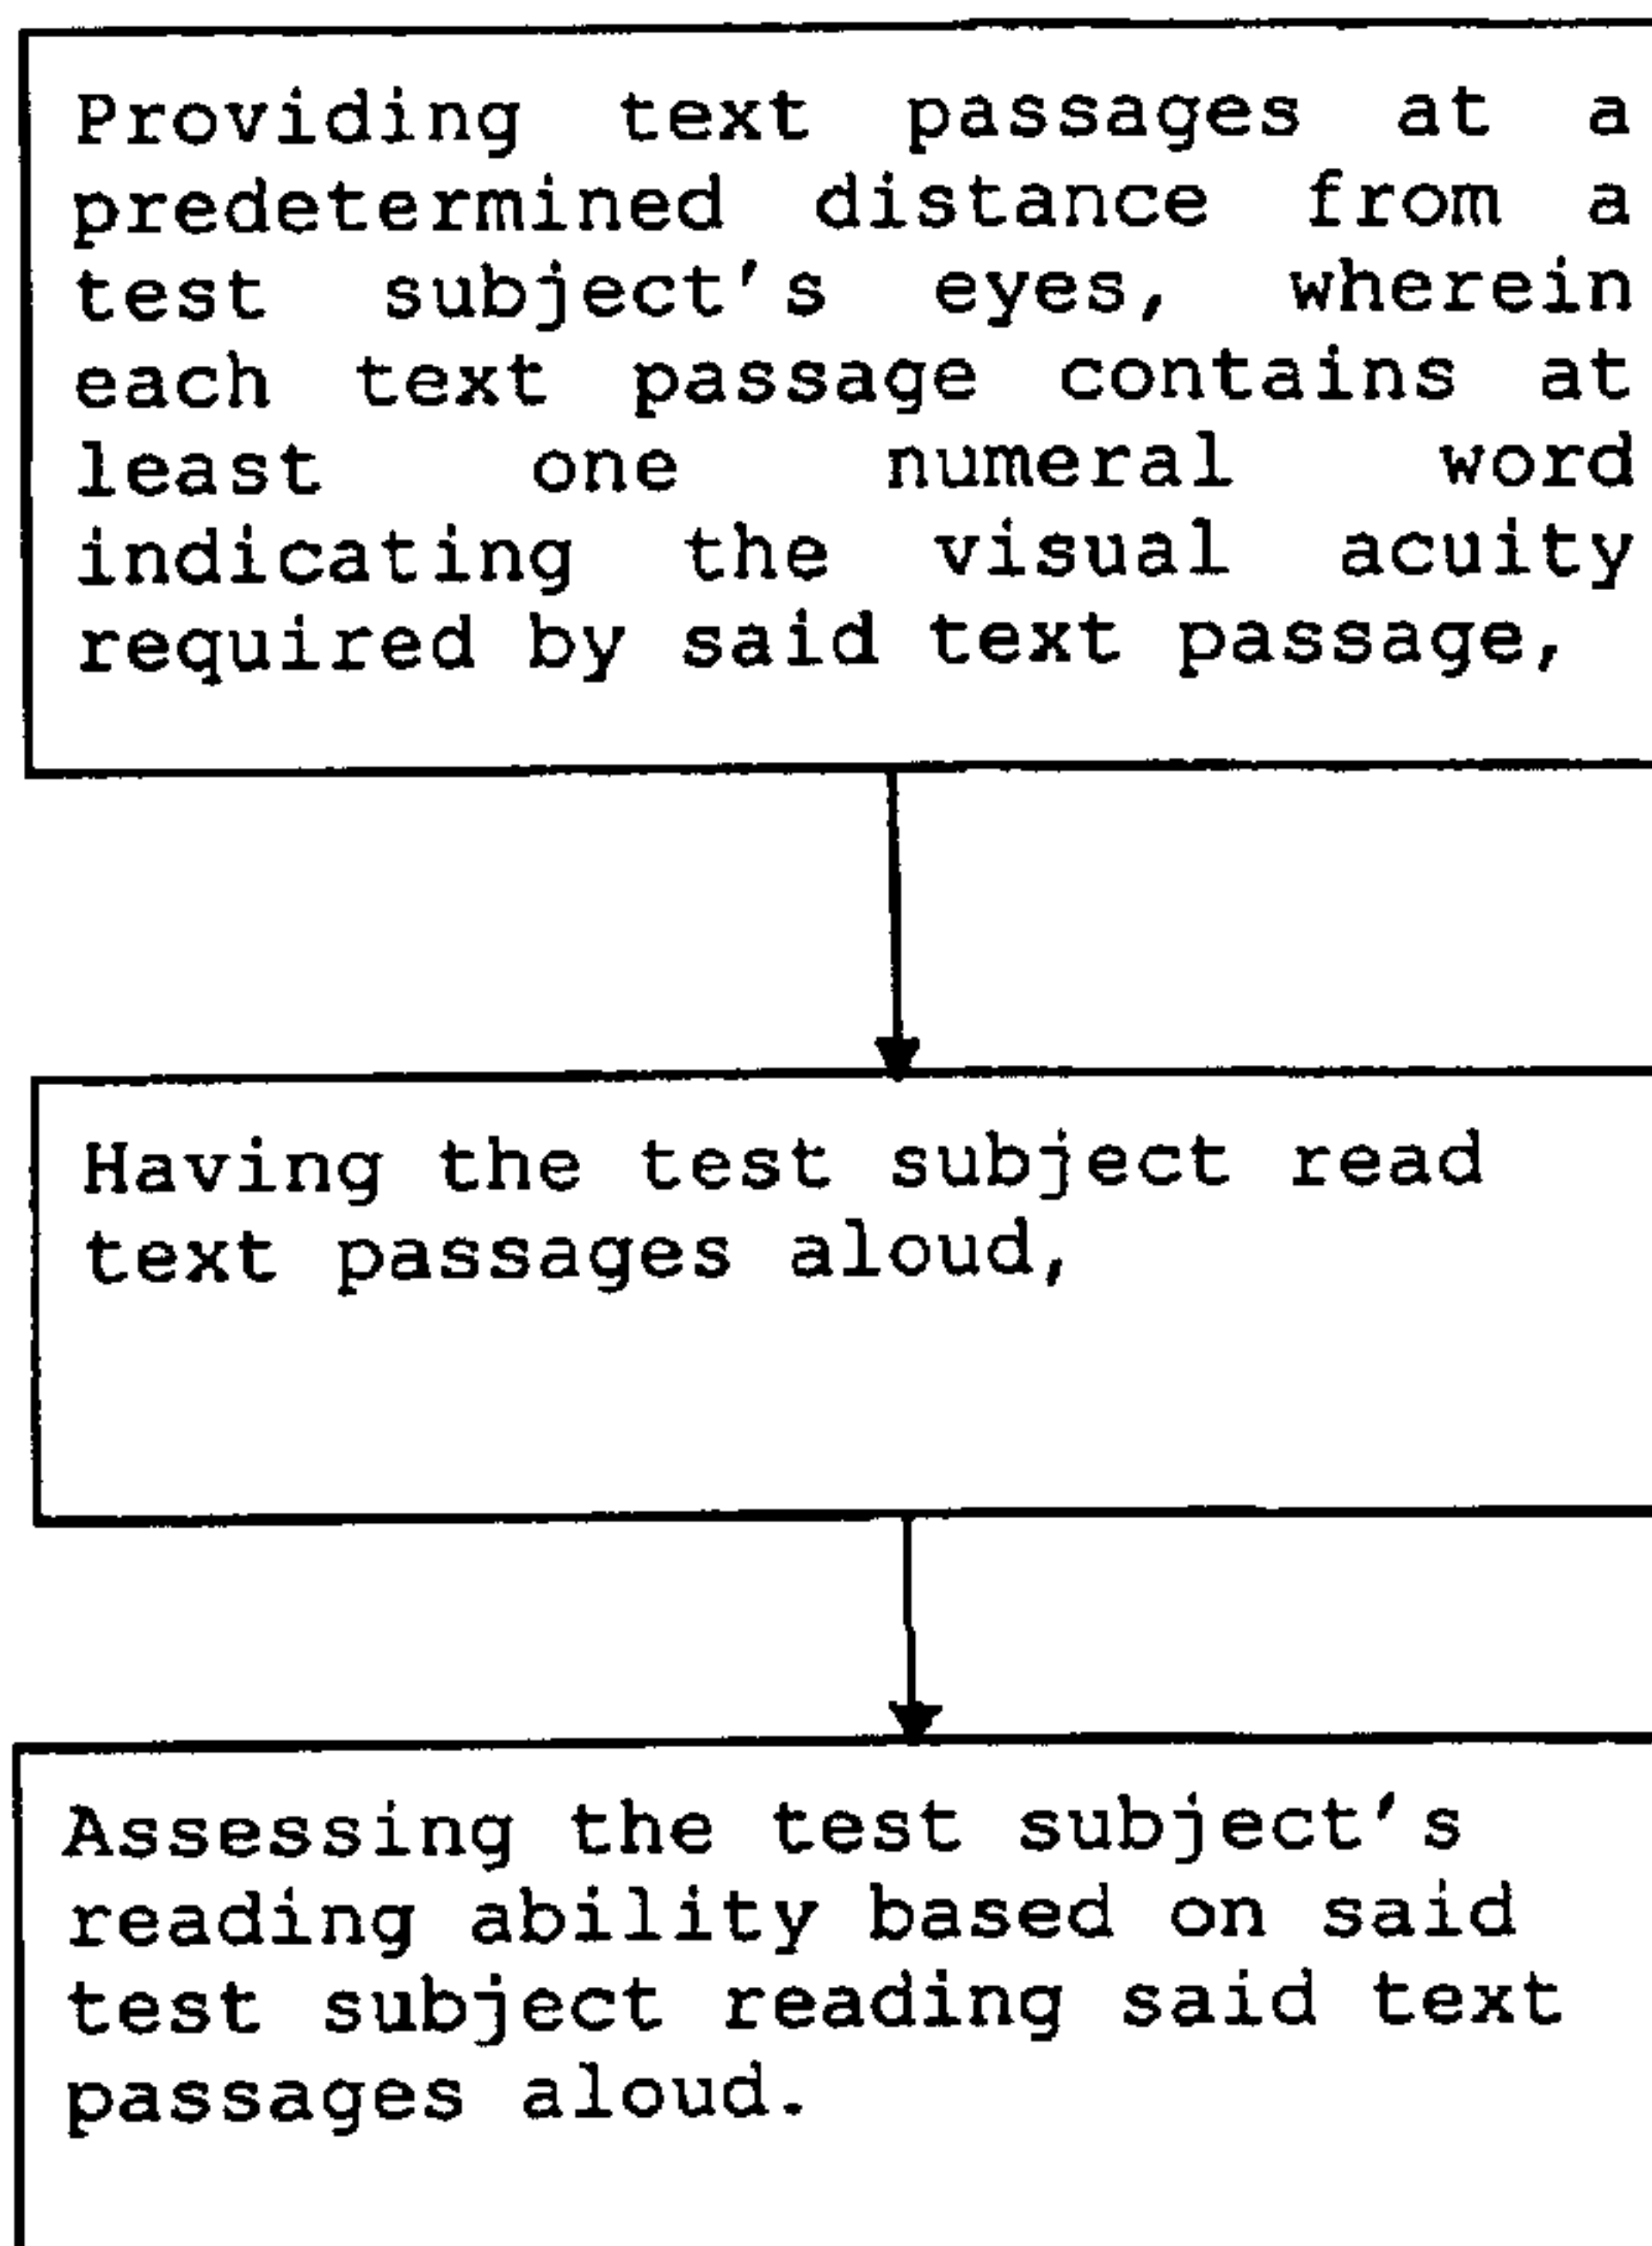 Providing text passages at a
predetermined distance from a
test subject's eyes, wherein
each text passage contains at
least one numeral word
indicating the visual acuity
required by said text passage,
Having the test subject read
text passages aloud,
Assessing the test subject's
reading ability based on said
test subject reading said text
passages aloud.